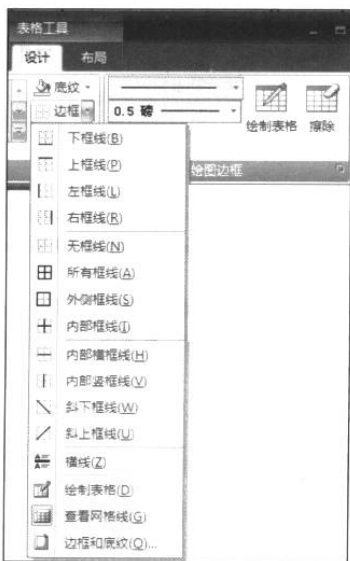 表格工具
设计 布局
底纹
边框 0.5 磅 绘制表格 擦除
绘图边框
下框线(B)
上框线(P)
左框线(L)
右框线(R)
无框线(N)
所有框线(A)
外侧框线(S)
内部框线(I)
内部横框线(H)
内部竖框线(V)
斜下框线(W)
斜上框线(U)
横线(Z)
绘制表格(D)
查看网格线(G)
边框和底纹(O)...